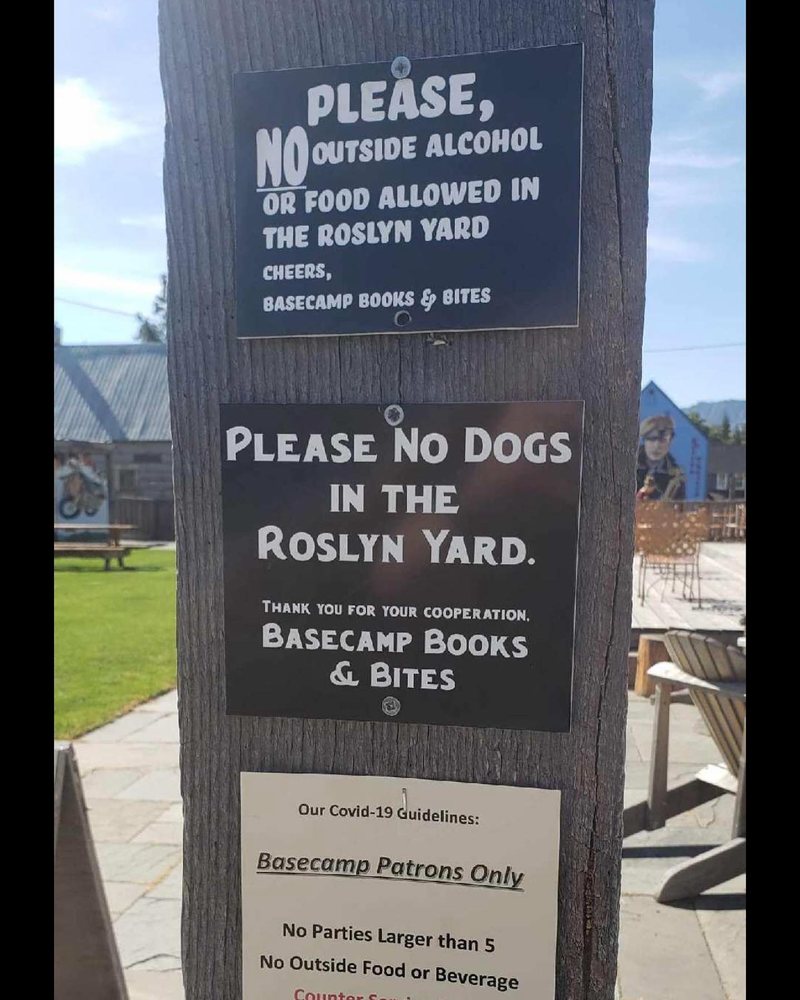 PLEASE,
NO OUTSIDE ALCOHOL
OR FOOD ALLOWED IN
THE ROSLYN YARD
CHEERS,
BASECAMP BOOKS & BITES
PLEASE NO DOGS
IN THE
ROSLYN YARD.
THANK YOU FOR YOUR COOPERATION.
BASECAMP BOOKS
& BITES
Our Covid-19 Guidelines:
Basecamp Patrons Only
No Parties Larger than 5
No Outside Food or Beverage
Counter